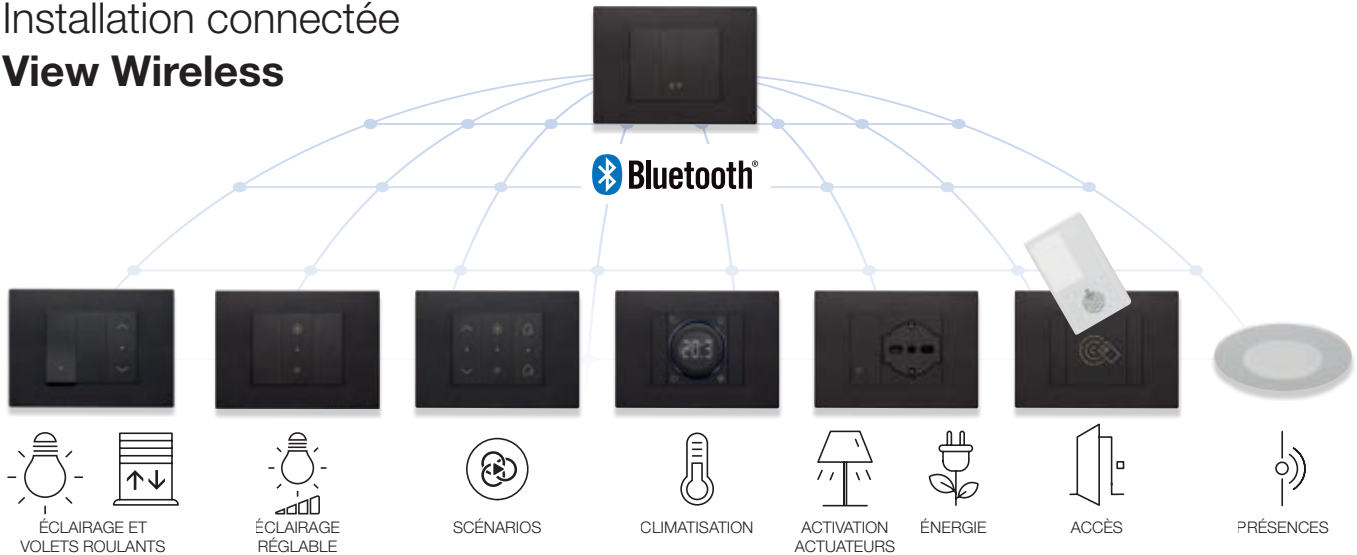 Installation connectée
View Wireless
Bluetooth®
20.3
ÉCLAIRAGE ET
VOLETS ROULANTS
ÉCLAIRAGE
RÉGLABLE
SCÉNARIOS
CLIMATISATION
ACTIVATION
ACTUATEURS
ÉNERGIE
ACCÈS
PRÉSENCES